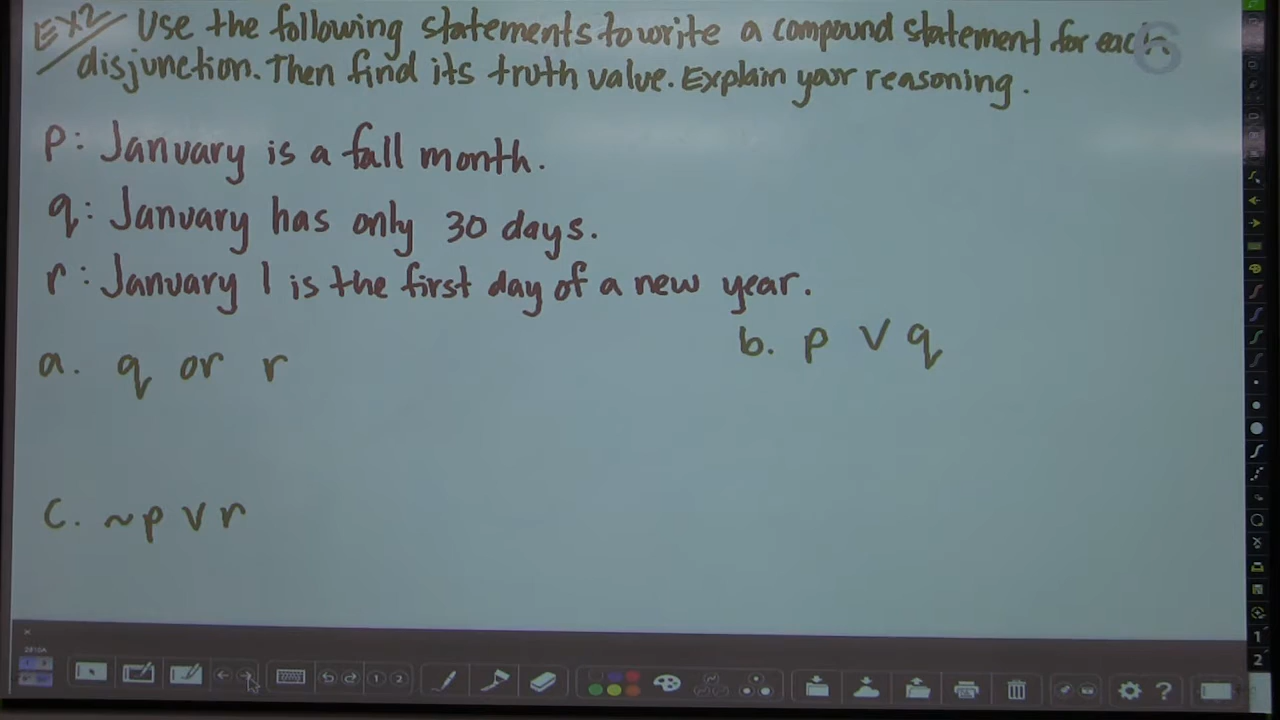 EX2 Use the following statements to write a compound statement for each
disjunction. Then find its truth value. Explain your reasoning.
p: January is a fall month.
q: January has only 30 days.
r: January 1 is the first day of a new year.
a. q or r
b. p ∨ q
c. ~p ∨ r
1
2